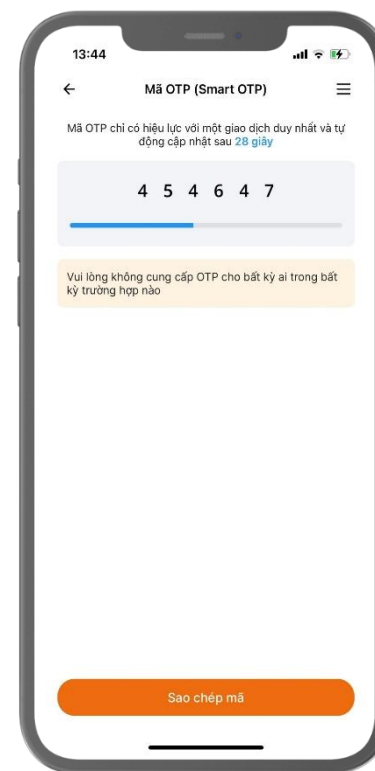 13:44
Mã OTP (Smart OTP)
Mã OTP chỉ có hiệu lực với một giao dịch duy nhất và tự
động cập nhật sau 28 giây
4 5 4 6 4 7
Vui lòng không cung cấp OTP cho bất kỳ ai trong bất
kỳ trường hợp nào
Sao chép mã